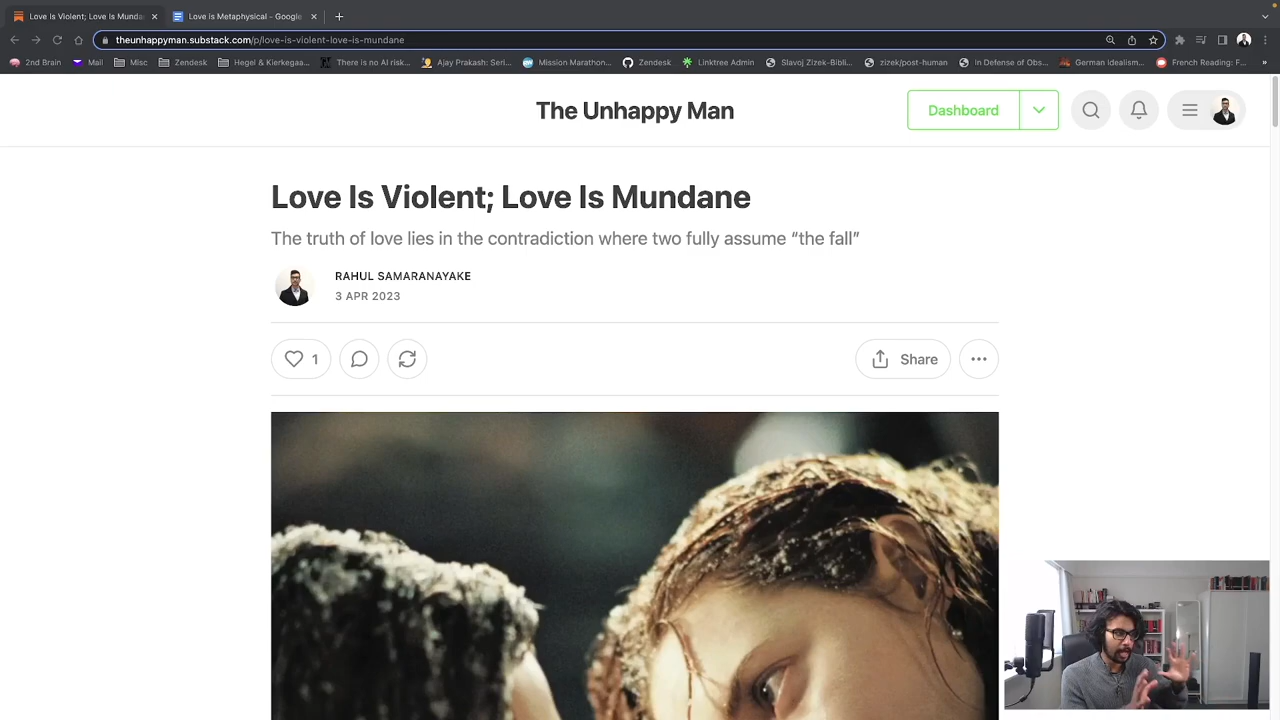 Love Is Violent; Love Is Munda
Love is Metaphysical - Google
theunhappyman.substack.com/p/love-is-violent-love-is-mundane
2nd Brain
Mail
Misc
Zendesk
Hegel & Kierkegaa...
There is no AI risk...
Ajay Prakash: Seri...
Mission Marathon...
Zendesk
Linktree Admin
Slavoj Zizek-Bibli...
zizek/post-human
In Defense of Obs...
German Idealism...
French Reading: F...
»
The Unhappy Man
Dashboard
Love Is Violent; Love Is Mundane
The truth of love lies in the contradiction where two fully assume “the fall”
RAHUL SAMARANAYAKE
3 APR 2023
1
Share